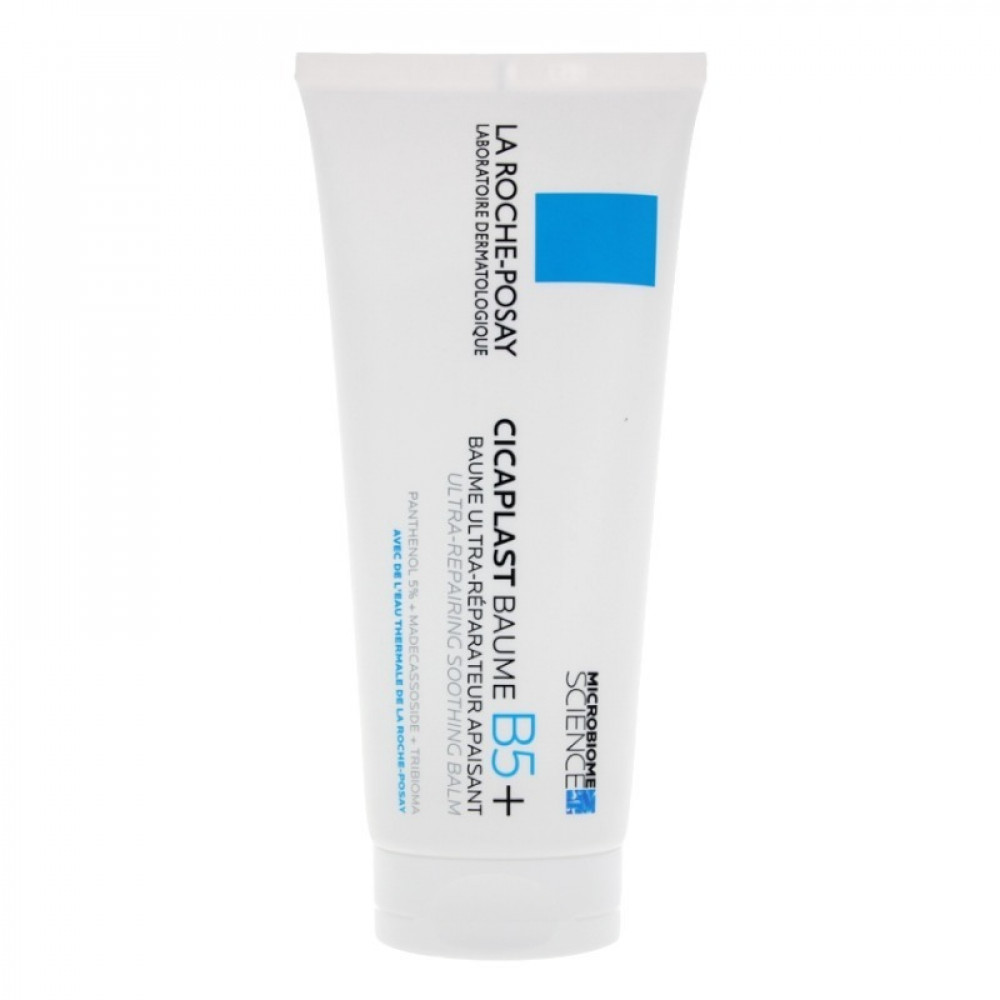 LA ROCHE-POSAY
LABORATOIRE DERMATOLOGIQUE
MICROBIOME
SCIENCE
CICAPLAST BAUME B5+
BAUME ULTRA-RÉPARATEUR APAISANT
ULTRA-REPAIRING SOOTHING BALM
PANTHENOL 5% + MADECASSOSIDE + TRIBIOMA
AVEC DE L'EAU THERMALE DE LA ROCHE-POSAY